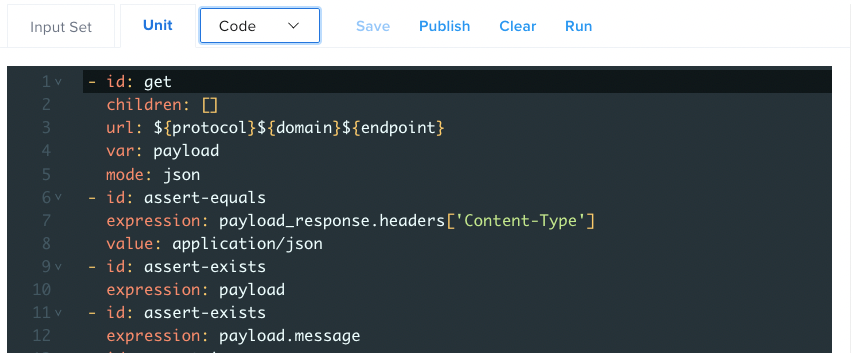 Input Set Unit Code Save Publish Clear Run
1 - id: get
2 children: []
3 url: ${protocol}${domain}${endpoint}
4 var: payload
5 mode: json
6 - id: assert-equals
7 expression: payload_response.headers['Content-Type']
8 value: application/json
9 - id: assert-exists
10 expression: payload
11 - id: assert-exists
12 expression: payload.message